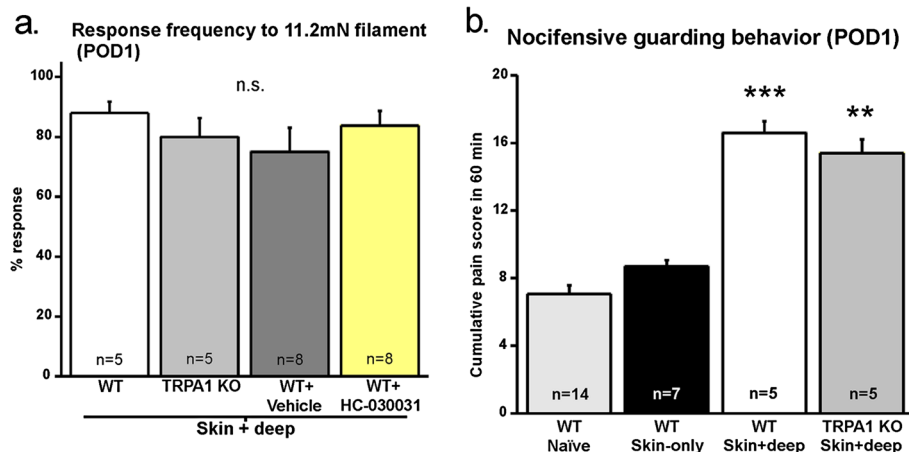 a.
Response frequency to 11.2mN filament
(POD1)
n.s.
% response
100
80
60
40
20
0
n=5
n=5
n=8
n=8
WT
TRPA1 KO
WT+
Vehicle
WT+
HC-030031
Skin + deep
b.
Nocifensive guarding behavior (POD1)
Cumulative pain score in 60 min
20
16
12
8
4
0
***
**
n=14
n=7
n=5
n=5
WT
Naïve
WT
Skin-only
WT
Skin+deep
TRPA1 KO
Skin+deep